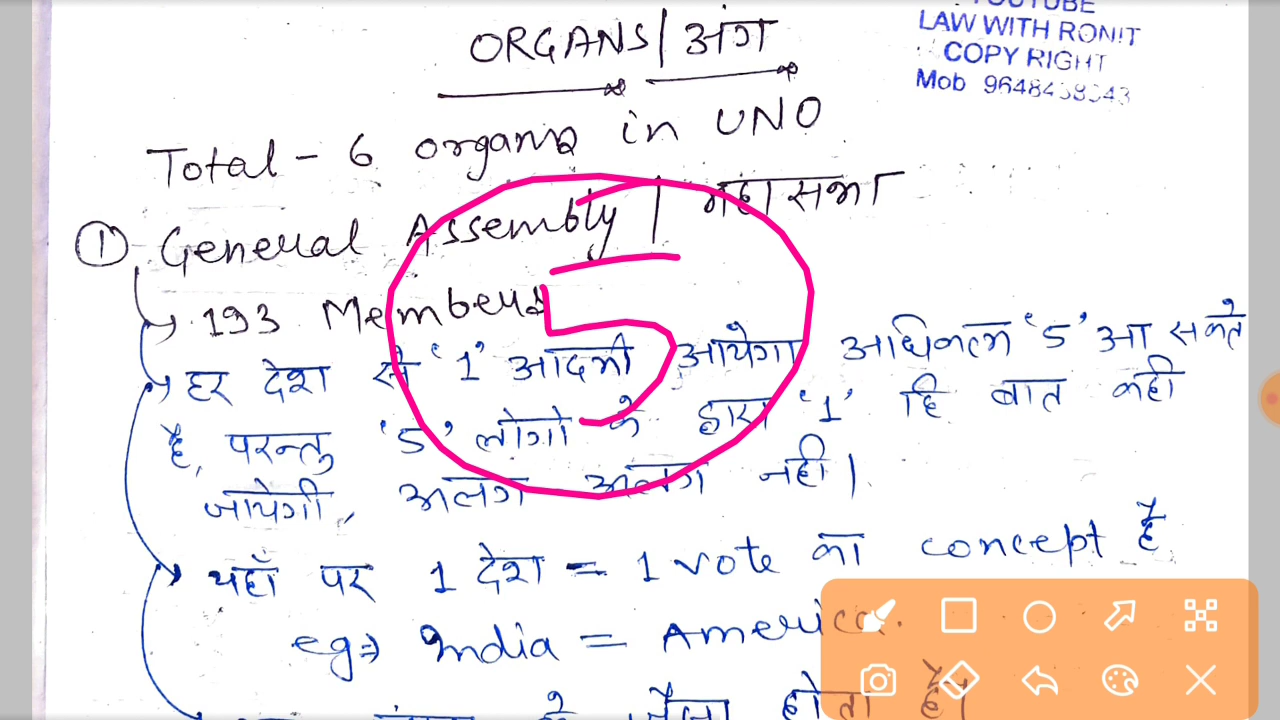 ORGANS | अंग
YOUTUBE
LAW WITH RONIT
COPY RIGHT
Mob
Total - 6 organs in UNO
① General Assembly | महासभा
193 Members
5
हर देश से '1' आदमी आयेगा अधिकतम '5' आ सकते
है, परन्तु '5' लोगो के द्वारा '1' हि बात कही
जायेगी, अलग अलग नही।
यहाँ पर 1 देश = 1 vote का concept है
eg⇒ India = America.
होता है।